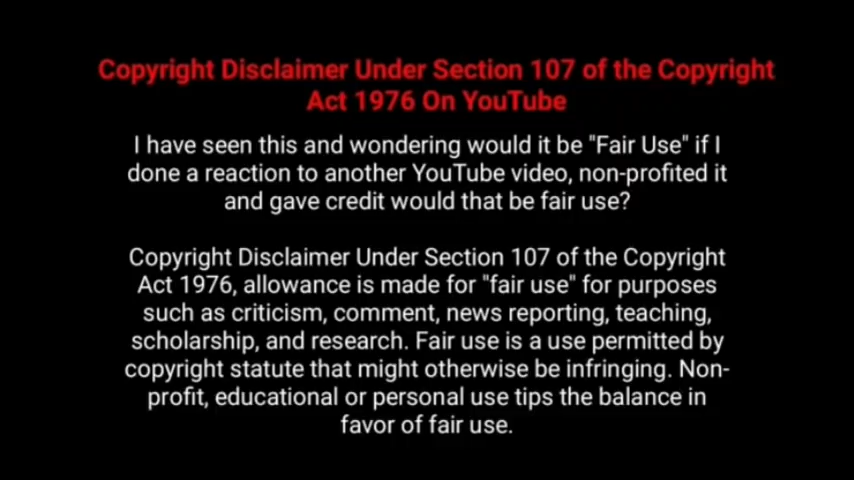 Copyright Disclaimer Under Section 107 of the Copyright
Act 1976 On YouTube
I have seen this and wondering would it be "Fair Use" if I
done a reaction to another YouTube video, non-profited it
and gave credit would that be fair use?
Copyright Disclaimer Under Section 107 of the Copyright
Act 1976, allowance is made for "fair use" for purposes
such as criticism, comment, news reporting, teaching,
scholarship, and research. Fair use is a use permitted by
copyright statute that might otherwise be infringing. Non-
profit, educational or personal use tips the balance in
favor of fair use.